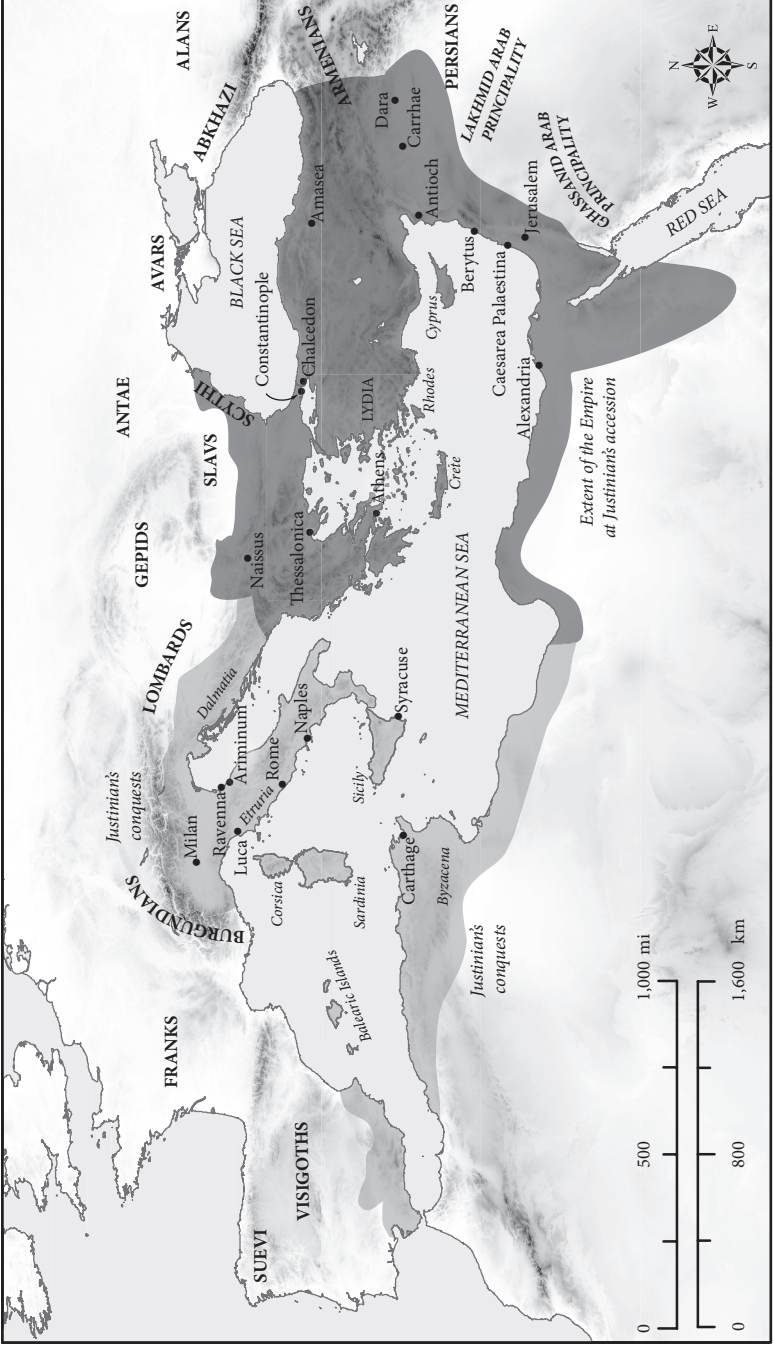 ALANS
ABKHAZI
ARMENIANS
PERSIANS
LAKHMID ARAB
PRINCIPALITY
GHASSANID ARAB
PRINCIPALITY
N
E
S
W
AVARS
BLACK SEA
Amasea
Dara
Carrhae
Antioch
Jerusalem
RED SEA
Constantinople
Chalcedon
Cyprus
Berytus
Caesarea Palaestina
Alexandria
ANTAE
SCYTHI
SLAVS
LYDIA
Rhodes
Crete
Athens
Extent of the Empire
at Justinian's accession
GEPIDS
Naissus
Thessalonica
MEDITERRANEAN SEA
LOMBARDS
Dalmatia
Justinian's
conquests
Milan
Ravenna
Ariminum
Luca
Etruria
Rome
Naples
Syracuse
Sicily
BURGUNDIANS
Corsica
Sardinia
Carthage
Byzacena
Justinian's
conquests
Balearic Islands
FRANKS
VISIGOTHS
SUEVI
0
500
1,000 mi
0
800
1,600 km